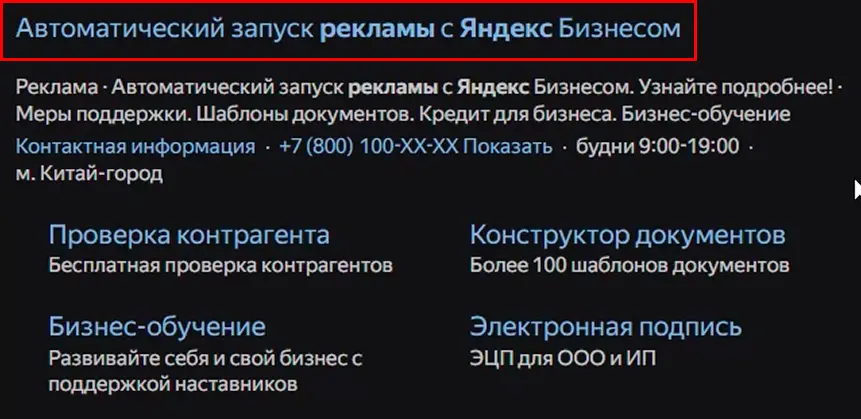 Автоматический запуск рекламы с Яндекс Бизнесом
Реклама · Автоматический запуск рекламы с Яндекс Бизнесом. Узнайте подробнее! ·
Меры поддержки. Шаблоны документов. Кредит для бизнеса. Бизнес-обучение
Контактная информация · +7 (800) 100-XX-XX Показать · будни 9:00-19:00 ·
м. Китай-город
Проверка контрагента
Бесплатная проверка контрагентов
Конструктор документов
Более 100 шаблонов документов
Бизнес-обучение
Развивайте себя и свой бизнес с
поддержкой наставников
Электронная подпись
ЭЦП для ООО и ИП